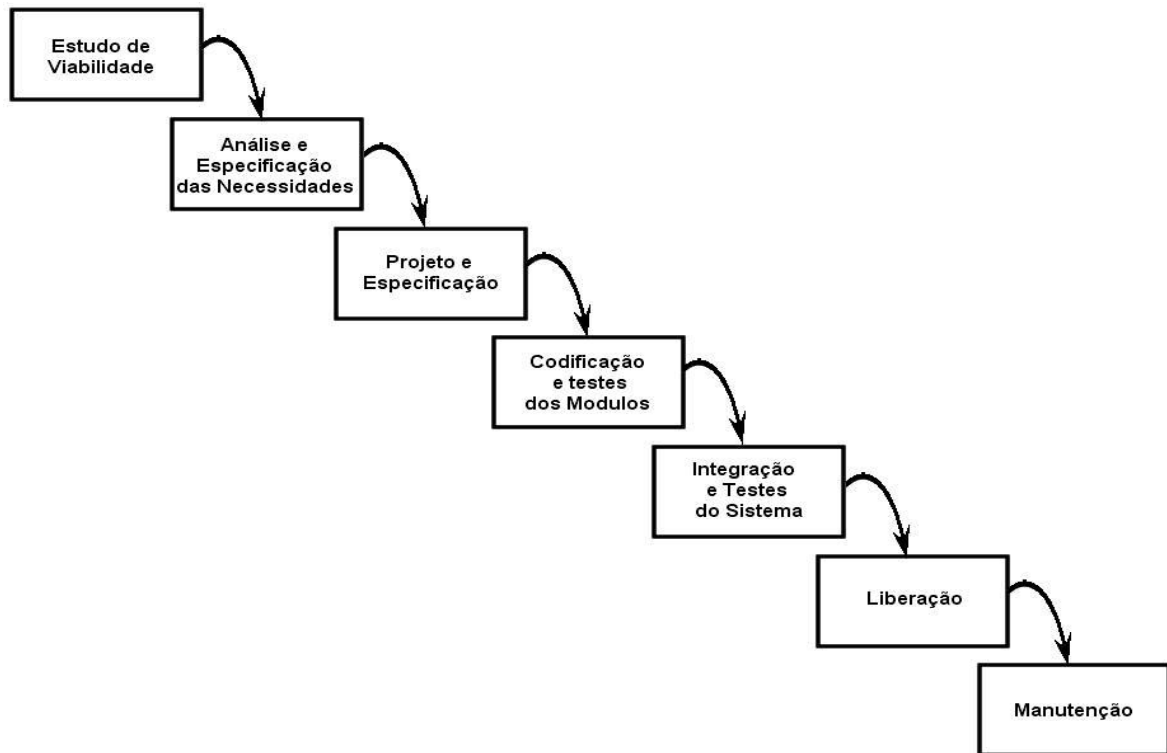 Estudo de
Viabilidade
Análise e
Especificação
das Necessidades
Projeto e
Especificação
Codificação
e testes
dos Modulos
Integração
e Testes
do Sistema
Liberação
Manutenção